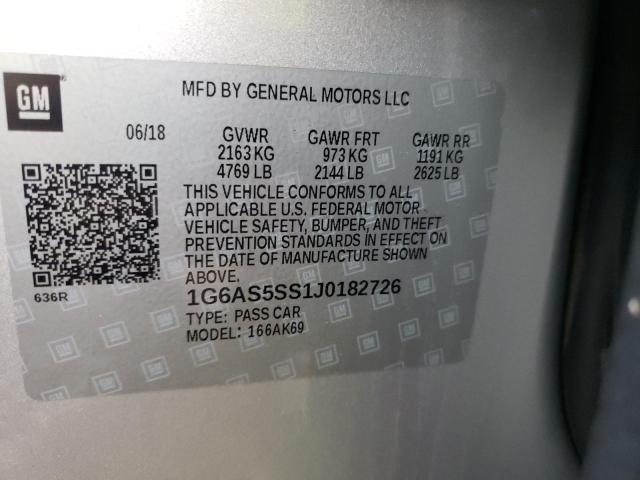 GM
MFD BY GENERAL MOTORS LLC
06/18 GVWR GAWR FRT GAWR RR
2163 KG 973 KG 1191 KG
4769 LB 2144 LB 2625 LB
THIS VEHICLE CONFORMS TO ALL
APPLICABLE U.S. FEDERAL MOTOR
VEHICLE SAFETY, BUMPER, AND THEFT
PREVENTION STANDARDS IN EFFECT ON
THE DATE OF MANUFACTURE SHOWN
ABOVE.
636R
1G6AS5SS1J0182726
TYPE: PASS CAR
MODEL: 166AK69